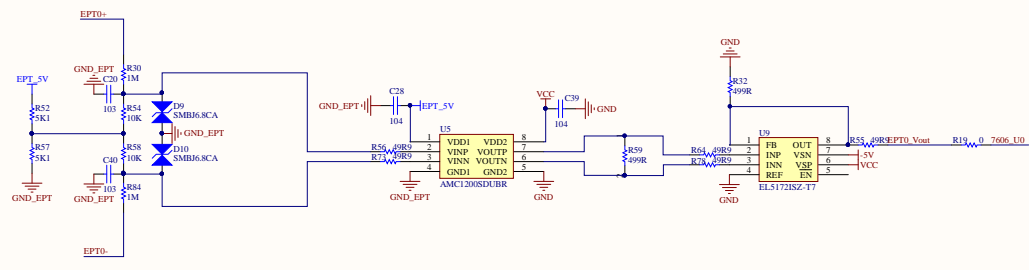 EPT0+
GND_EPT
C20
103
R30
1M
EPT_5V
R52
5K1
R54
10K
D9
SMBJ6.8CA
GND_EPT
R57
5K1
R58
10K
D10
SMBJ6.8CA
C40
103
GND_EPT
GND_EPT
R84
1M
EPT0-
GND_EPT
C28
104
EPT_5V
VCC
C39
104
GND
U5
R56 49R9
R73 49R9
1 VDD1 VDD2 8
2 VINP VOUTP 7
3 VINN VOUTN 6
4 GND1 GND2 5
AMC1200SDUBR
GND_EPT
GND
R59
499R
R64 49R9
R78 49R9
GND
R32
499R
U9
1 FB OUT 8
2 INP VSN 7
3 INN VSP 6
4 REF EN 5
EL5172ISZ-T7
GND
-5V
VCC
R55 49R9 EPT0_Vout
R19 0 7606_U0